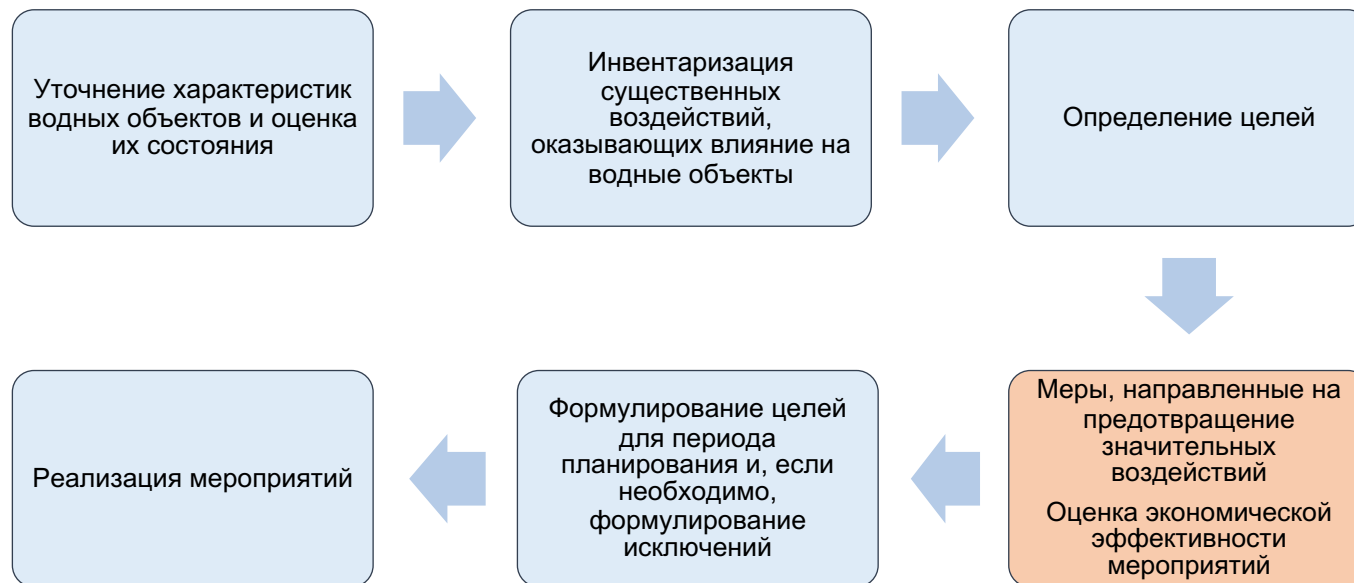 Уточнение характеристик
водных объектов и оценка
их состояния
Инвентаризация
существенных
воздействий,
оказывающих влияние на
водные объекты
Определение целей
Меры, направленные на
предотвращение
значительных
воздействий
Оценка экономической
эффективности
мероприятий
Формулирование целей
для периода
планирования и, если
необходимо,
формулирование
исключений
Реализация мероприятий